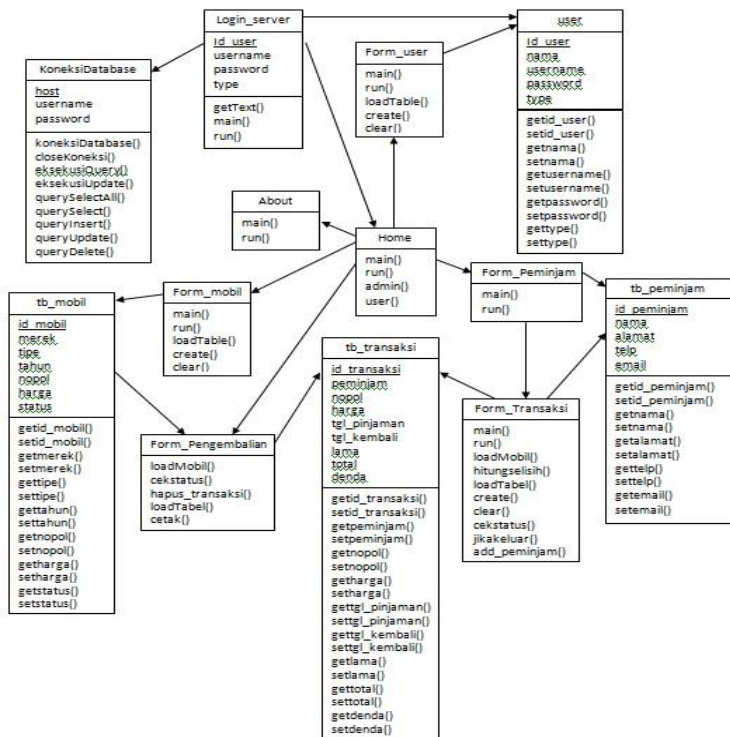 Login_server
Id_user
username
password
type
getText()
main()
run()
user
Id_user
nama
username
password
type
getid_user()
setid_user()
getnama()
setnama()
getusername()
setusername()
getpassword()
setpassword()
gettype()
settype()
Form_user
main()
run()
loadTable()
create()
clear()
KoneksiDatabase
host
username
password
koneksiDatabase()
closeKoneksi()
eksekusiQuery()
eksekusiUpdate()
querySelectAll()
querySelect()
queryInsert()
queryUpdate()
queryDelete()
About
main()
run()
Home
main()
run()
admin()
user()
Form_Peminjam
main()
run()
tb_peminjam
id_peminjam
nama
alamat
telp
email
getid_peminjam()
setid_peminjam()
getnama()
setnama()
getalamat()
setalamat()
gettelp()
settelp()
getemail()
setemail()
Form_mobil
main()
run()
loadTable()
create()
clear()
tb_mobil
id_mobil
merek
tipe
tahun
nopol
harga
status
getid_mobil()
setid_mobil()
getmerek()
setmerek()
gettipe()
settipe()
gettahun()
settahun()
getnopol()
setnopol()
getharga()
setharga()
getstatus()
setstatus()
tb_transaksi
id_transaksi
peminjam
nopol
harga
tgl_pinjaman
tgl_kembali
lama
total
denda
getid_transaksi()
setid_transaksi()
getpeminjam()
setpeminjam()
getnopol()
setnopol()
getharga()
setharga()
gettgl_pinjaman()
settgl_pinjaman()
gettgl_kembali()
settgl_kembali()
getlama()
setlama()
gettotal()
settotal()
getdenda()
setdenda()
Form_Transaksi
main()
run()
loadMobil()
hitungselisih()
loadTabel()
create()
clear()
cekstatus()
jikakeluar()
add_peminjam()
Form_Pengembalian
loadMobil()
cekstatus()
hapus_transaksi()
loadTabel()
cetak()